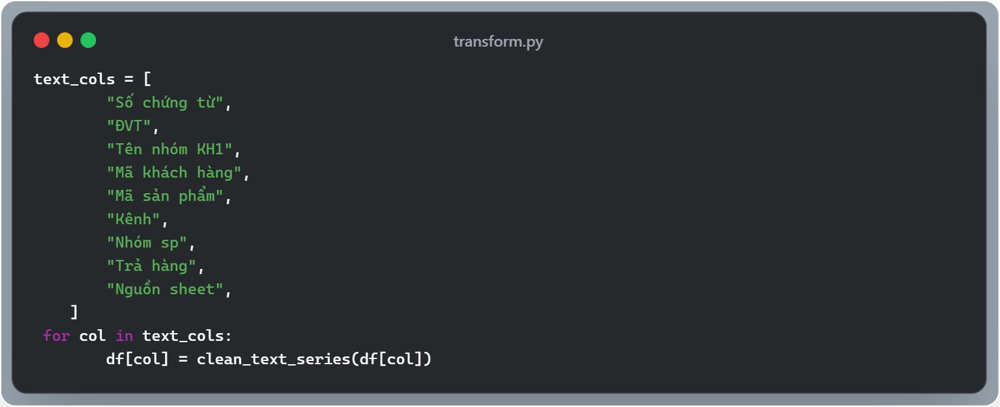 transform.py
text_cols = [
        "Số chứng từ",
        "ĐVT",
        "Tên nhóm KH1",
        "Mã khách hàng",
        "Mã sản phẩm",
        "Kênh",
        "Nhóm sp",
        "Trả hàng",
        "Nguồn sheet",
    ]
 for col in text_cols:
        df[col] = clean_text_series(df[col])